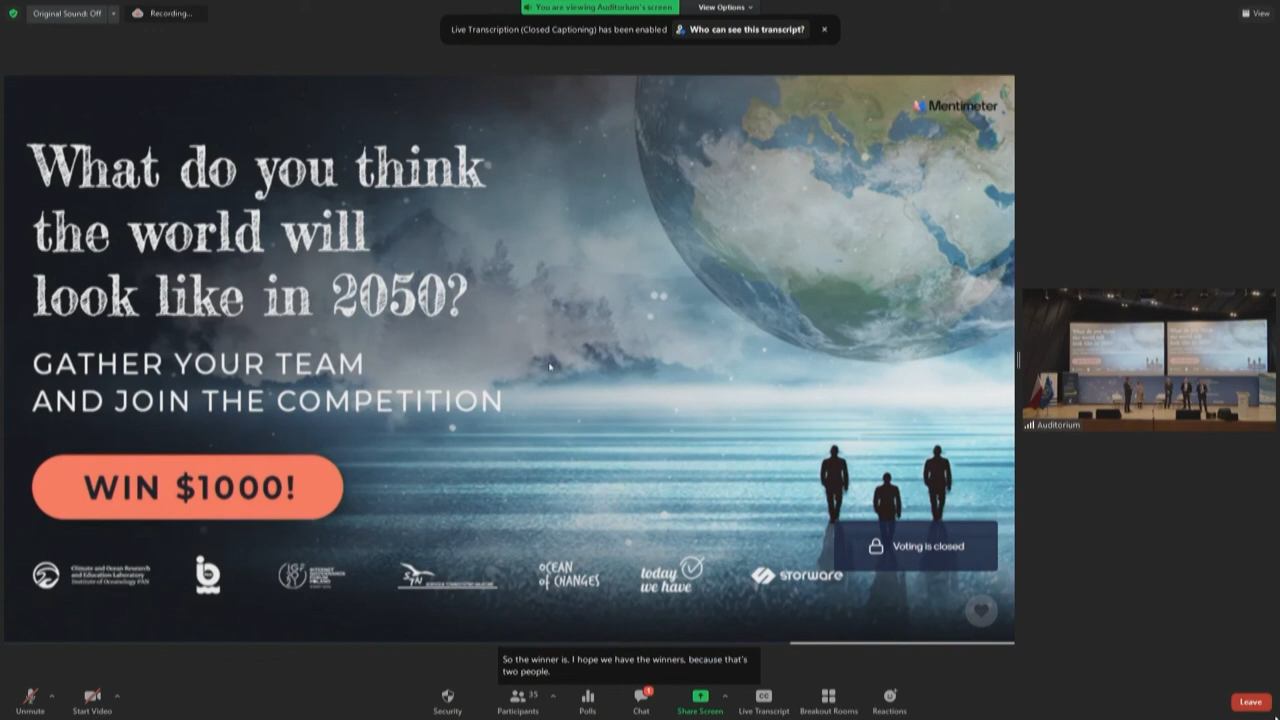 Original Sound: Off
Recording...
You are viewing Auditorium's screen
View Options
View
Live Transcription (Closed Captioning) has been enabled
Who can see this transcript?
Mentimeter
What do you think
the world will
look like in 2050?
GATHER YOUR TEAM
AND JOIN THE COMPETITION
WIN $1000!
Voting is closed
Climate and Ocean Research
and Education Laboratory
Institute of Oceanology PAN
OCEAN
of CHANGES
today
we have
STORWARE
Auditorium
So the winner is. I hope we have the winners, because that's
two people.
Unmute
Start Video
Security
Participants
35
Polls
Chat
1
Share Screen
Live Transcript
Breakout Rooms
Reactions
Leave